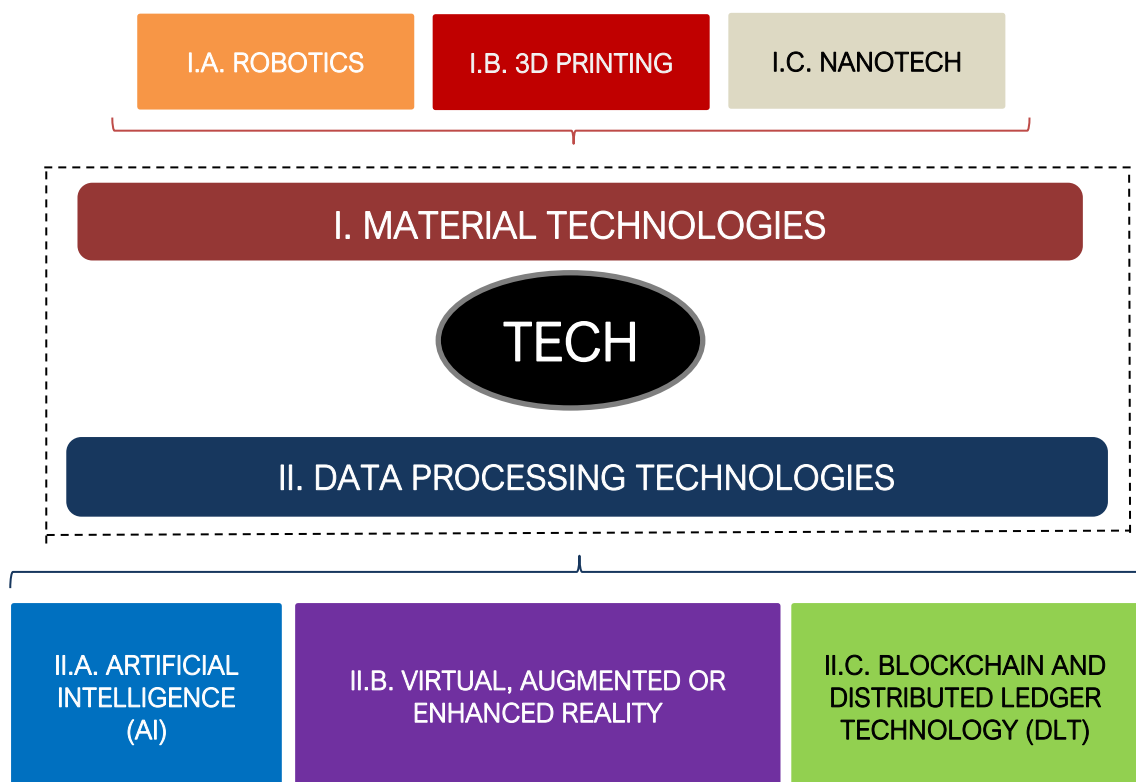 I.A. ROBOTICS
I.B. 3D PRINTING
I.C. NANOTECH
I. MATERIAL TECHNOLOGIES
TECH
II. DATA PROCESSING TECHNOLOGIES
II.A. ARTIFICIAL
INTELLIGENCE
(AI)
II.B. VIRTUAL, AUGMENTED OR
ENHANCED REALITY
II.C. BLOCKCHAIN AND
DISTRIBUTED LEDGER
TECHNOLOGY (DLT)